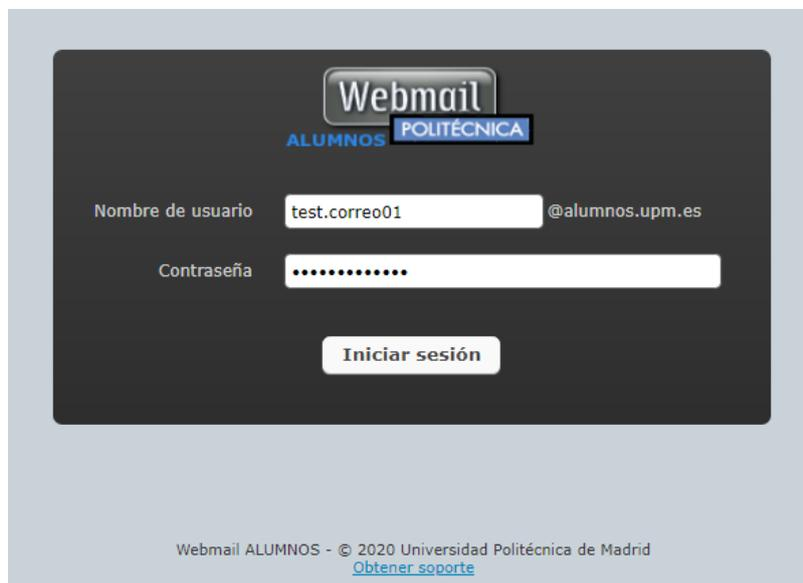 Webmail
ALUMNOS POLITÉCNICA
Nombre de usuario test.correo01 @alumnos.upm.es
Contraseña •••••••••••••
Iniciar sesión
Webmail ALUMNOS - © 2020 Universidad Politécnica de Madrid
Obtener soporte